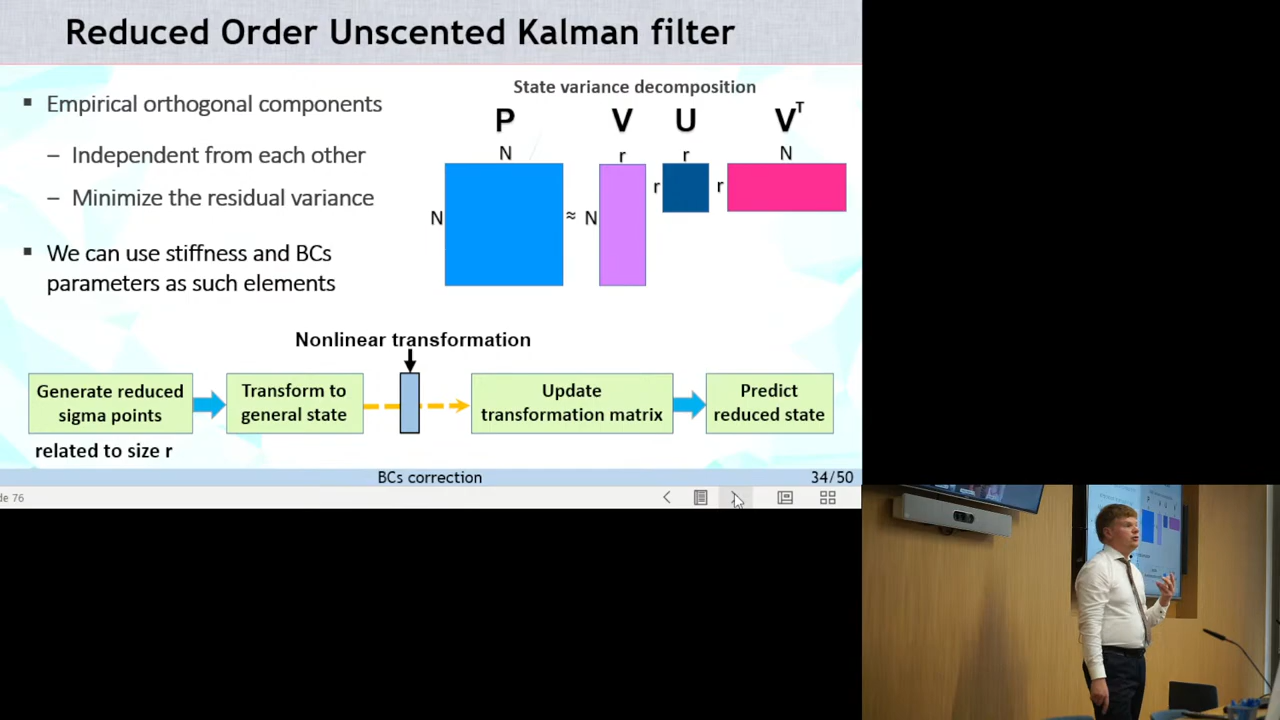 Reduced Order Unscented Kalman filter
▪ Empirical orthogonal components
– Independent from each other
– Minimize the residual variance
▪ We can use stiffness and BCs
parameters as such elements
State variance decomposition
P V U Vᵀ
N r r N
N ≈ N r r
Nonlinear transformation
Generate reduced
sigma points
Transform to
general state
Update
transformation matrix
Predict
reduced state
related to size r
BCs correction
34/50
de 76